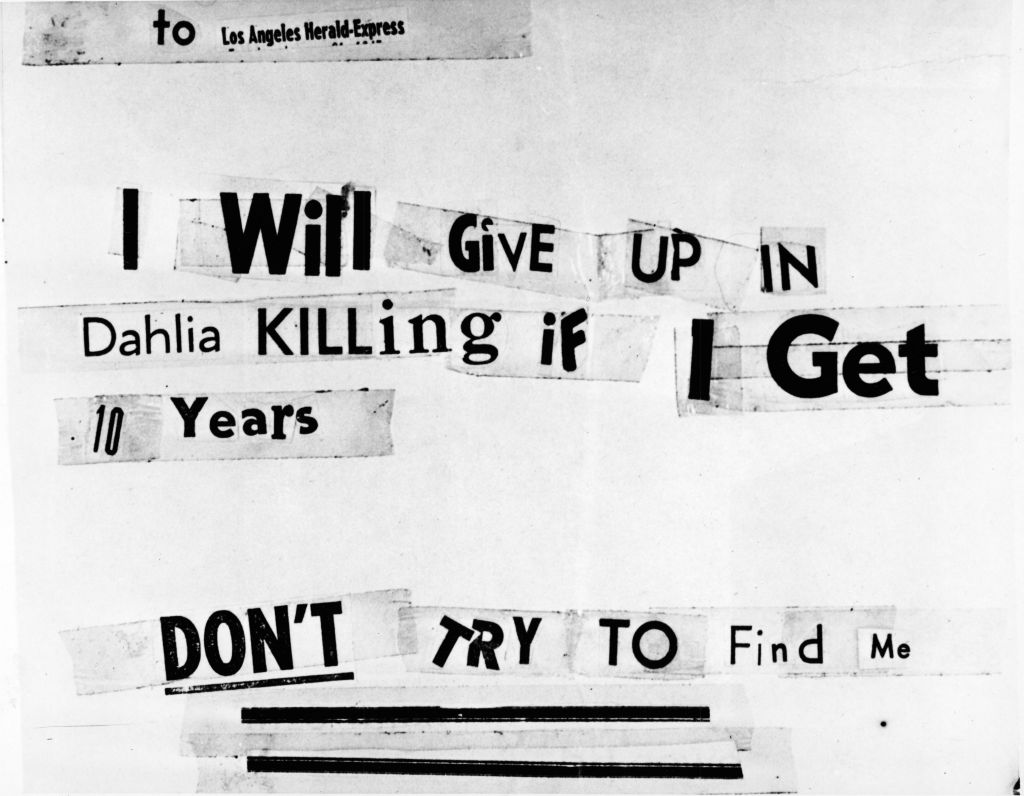 to Los Angeles Herald-Express
I Will GiVE UP IN
Dahlia KILLing iF I Get
10 Years
DON'T TRY TO Find Me